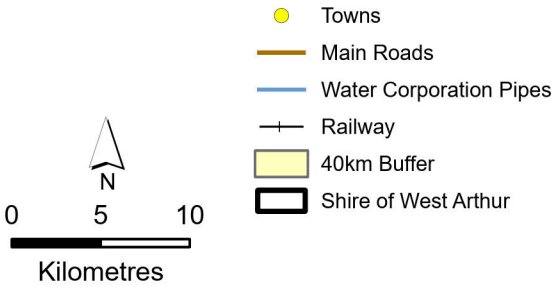 Towns
Main Roads
Water Corporation Pipes
Railway
40km Buffer
Shire of West Arthur
N
0 5 10
Kilometres